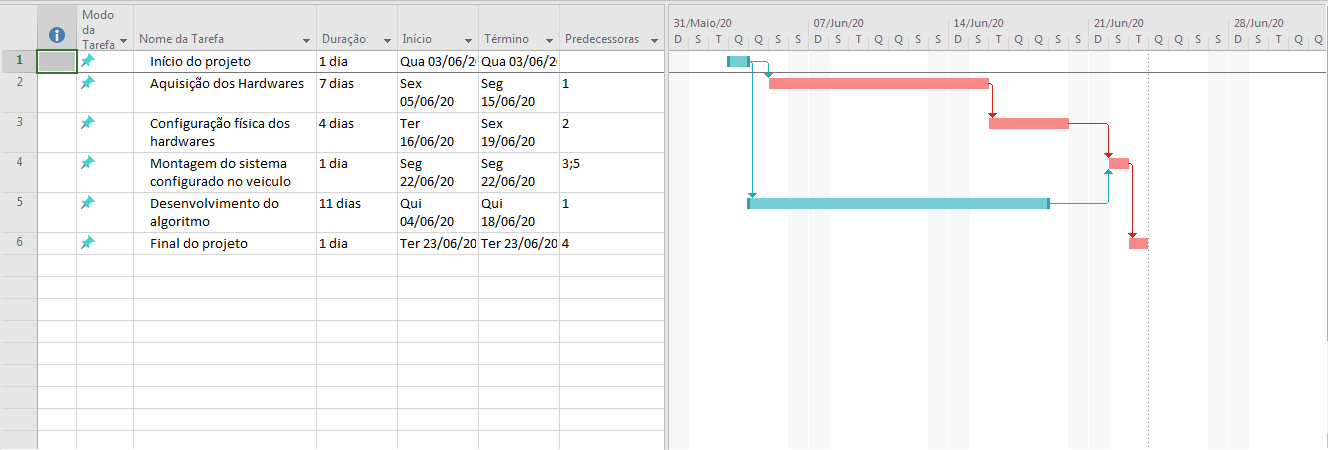 Modo da Tarefa Nome da Tarefa Duração Início Término Predecessoras
31/Maio/20 07/Jun/20 14/Jun/20 21/Jun/20 28/Jun/20
D S T Q Q S S D S T Q Q S S D S T Q Q S S D S T Q Q S S D S T Q Q
1 Início do projeto 1 dia Qua 03/06/20 Qua 03/06/20
2 Aquisição dos Hardwares 7 dias Sex 05/06/20 Seg 15/06/20 1
3 Configuração física dos hardwares 4 dias Ter 16/06/20 Sex 19/06/20 2
4 Montagem do sistema configurado no veiculo 1 dia Seg 22/06/20 Seg 22/06/20 3;5
5 Desenvolvimento do algoritmo 11 dias Qui 04/06/20 Qui 18/06/20 1
6 Final do projeto 1 dia Ter 23/06/20 Ter 23/06/20 4